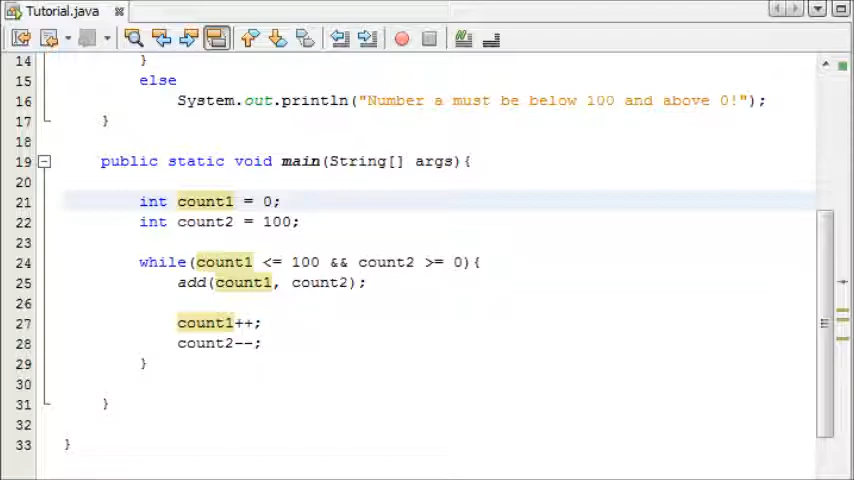 Tutorial.java
14 }
15 else
16 System.out.println("Number a must be below 100 and above 0!");
17 }
18
19 public static void main(String[] args){
20
21 int count1 = 0;
22 int count2 = 100;
23
24 while(count1 <= 100 && count2 >= 0){
25 add(count1, count2);
26
27 count1++;
28 count2--;
29 }
30
31 }
32
33 }